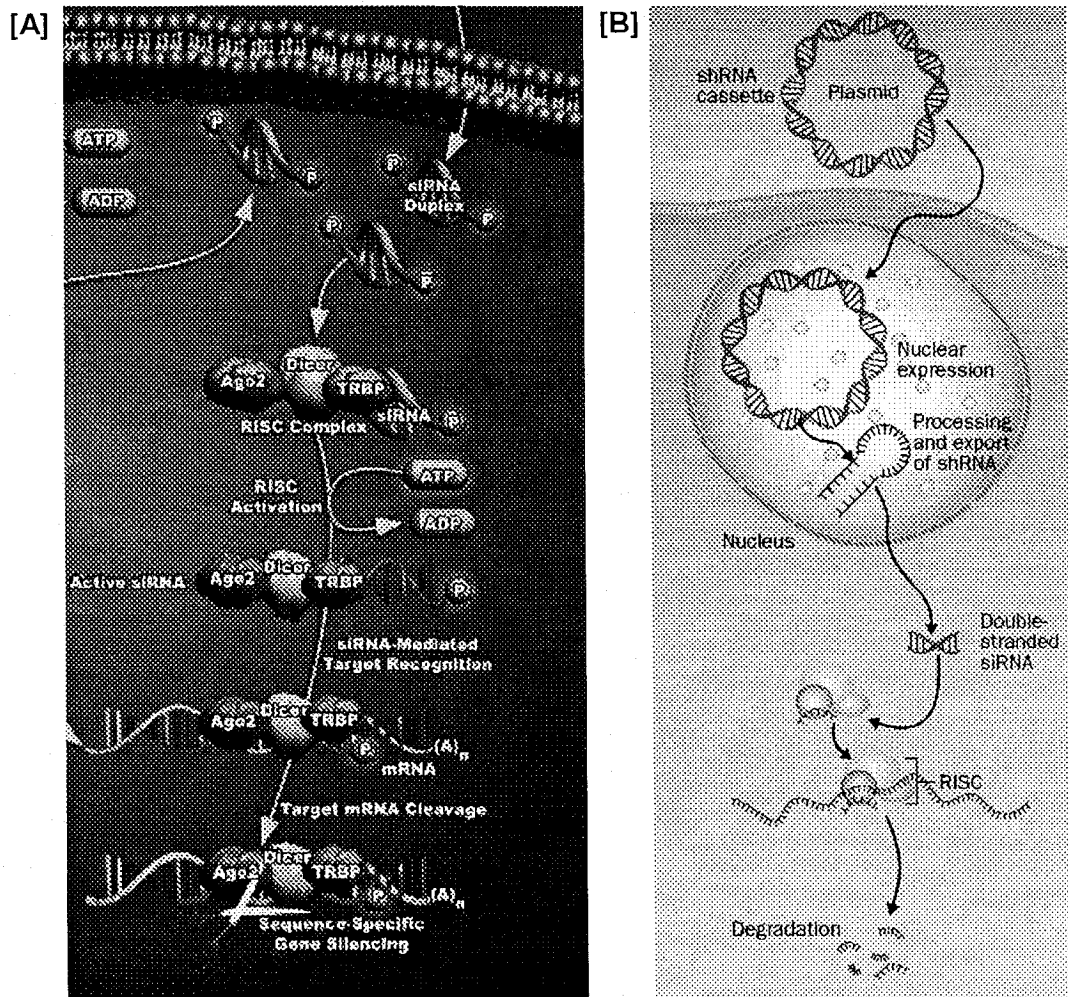 [A]
ATP
ADP
P
P
P
siRNA
Duplex
P
P
P
Ago2
Dicer
TRBP
siRNA
P
RISC Complex
RISC
Activation
ATP
ADP
Active siRNA
Ago2
Dicer
TRBP
P
siRNA-Mediated
Target Recognition
Ago2
Dicer
TRBP
P
(A)n
mRNA
Target mRNA Cleavage
Ago2
Dicer
TRBP
P
(A)n
Sequence-Specific
Gene Silencing
[B]
shRNA
cassette
Plasmid
Nuclear
expression
Processing
and export
of shRNA
Nucleus
Double-
stranded
siRNA
RISC
Degradation